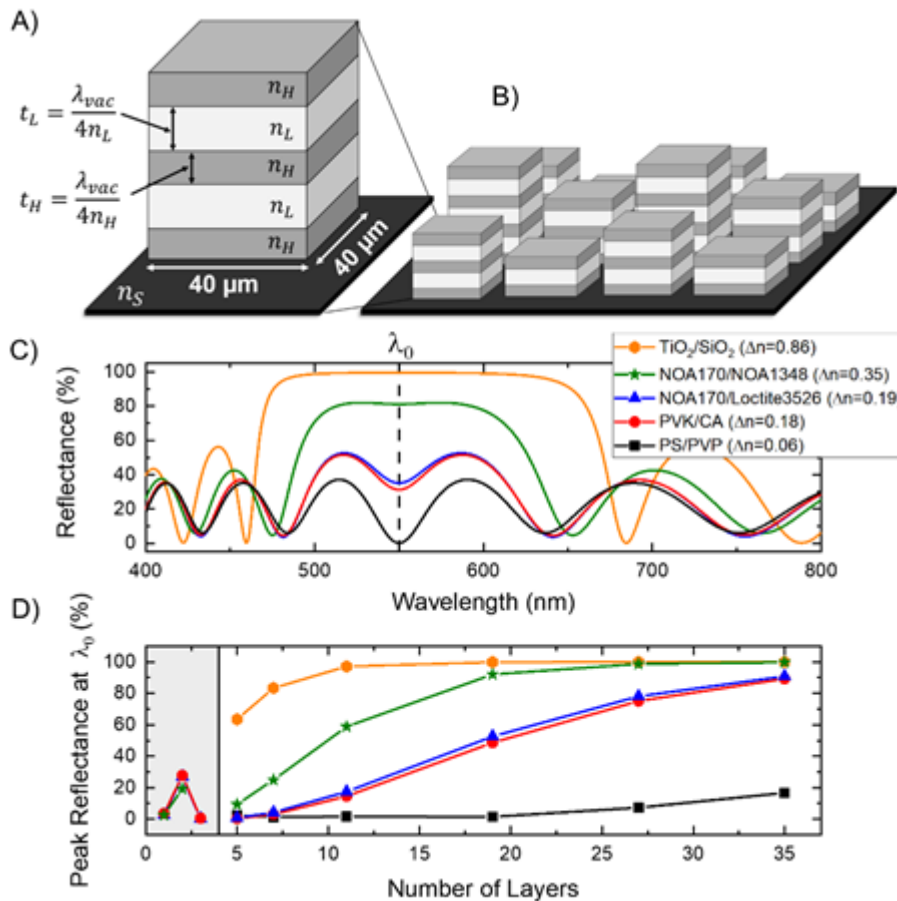 A)
n_H
t_L = λ_vac / 4n_L
n_L
B)
n_H
t_H = λ_vac / 4n_H
n_L
n_H
40 μm
40 μm
n_S
C)
λ_0
TiO₂/SiO₂ (Δn=0.86)
NOA170/NOA1348 (Δn=0.35)
NOA170/Loctite3526 (Δn=0.19
PVK/CA (Δn=0.18)
PS/PVP (Δn=0.06)
Reflectance (%)
100
80
60
40
20
0
400
500
600
700
800
Wavelength (nm)
D)
Peak Reflectance at λ_0 (%)
100
80
60
40
20
0
0
5
10
15
20
25
30
35
Number of Layers